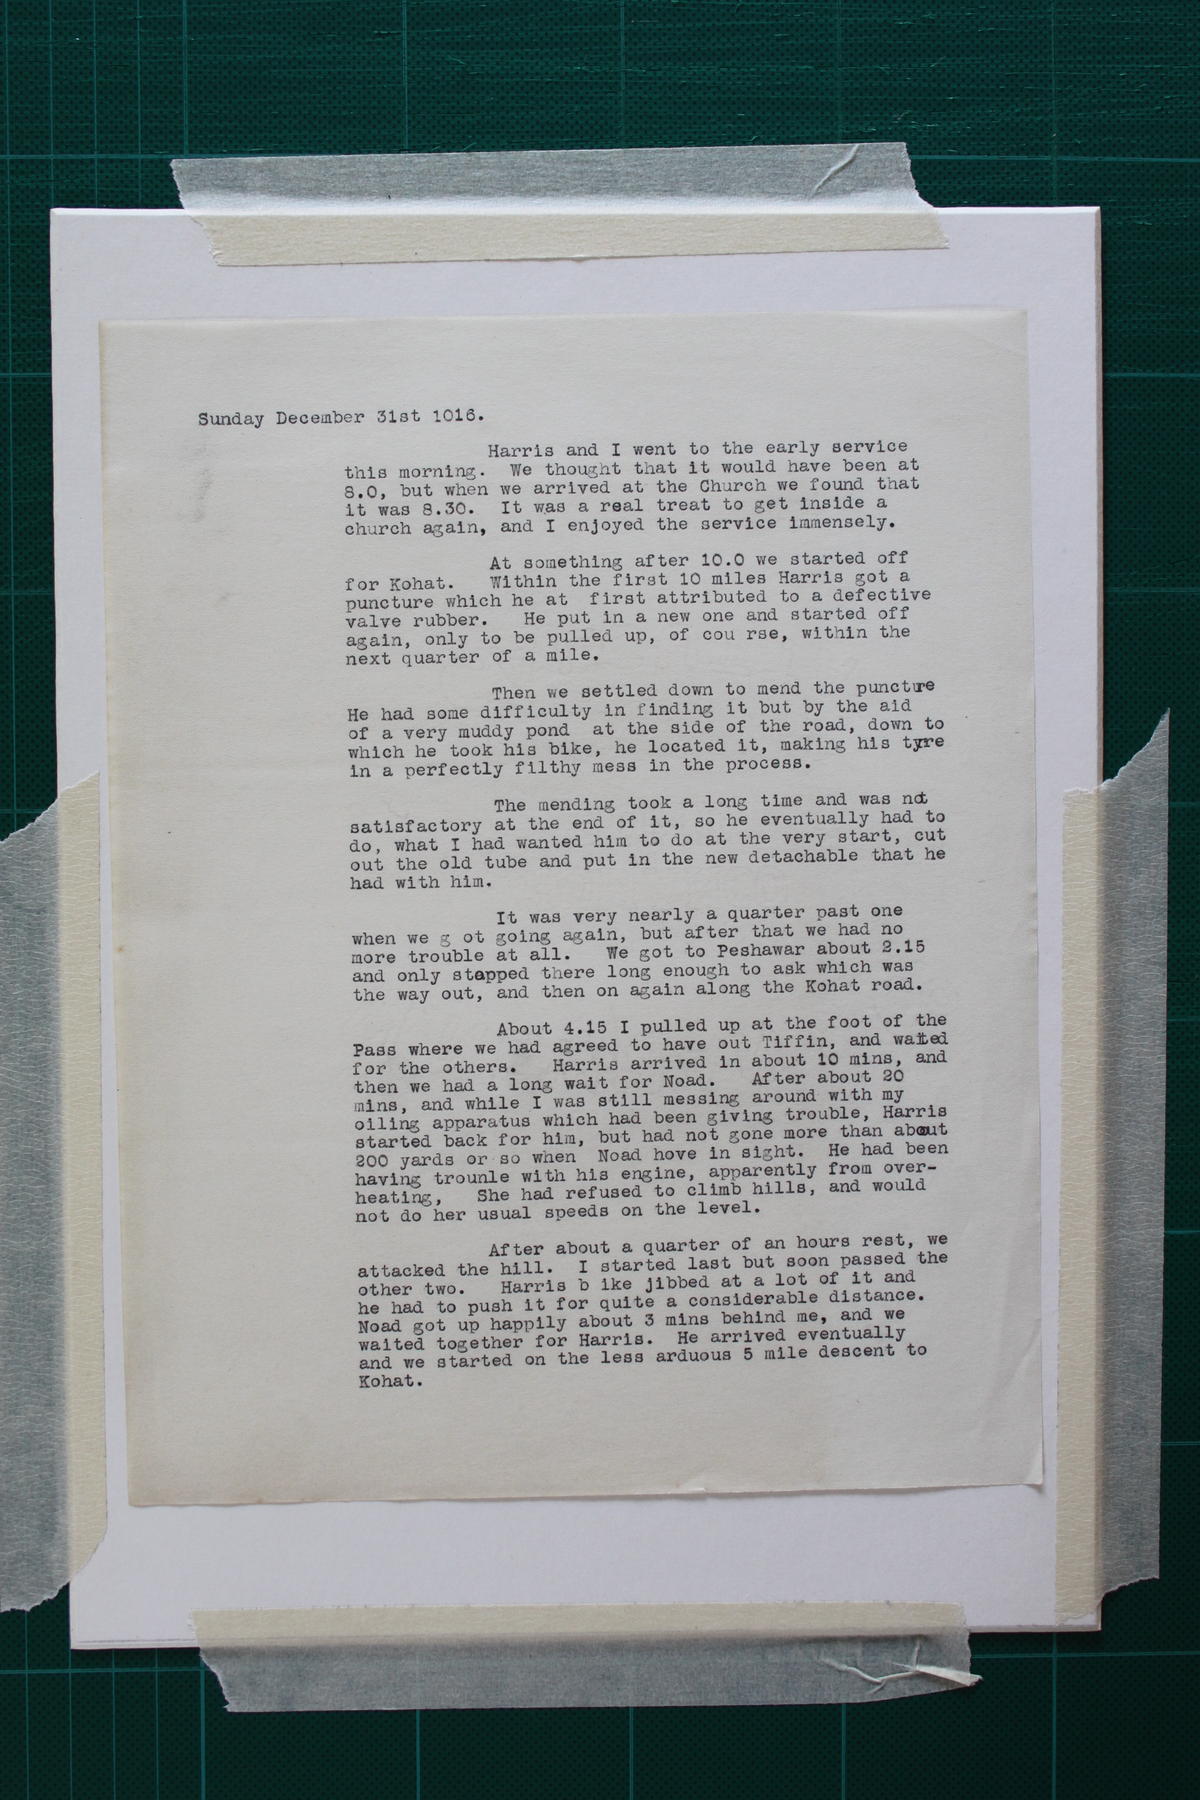 Sunday December 31st 1016.
Harris and I went to the early service
this morning. We thought that it would have been at
8.0, but when we arrived at the Church we found that
it was 8.30. It was a real treat to get inside a
church again, and I enjoyed the service immensely.
At something after 10.0 we started off
for Kohat. Within the first 10 miles Harris got a
puncture which he at first attributed to a defective
valve rubber. He put in a new one and started off
again, only to be pulled up, of cou rse, within the
next quarter of a mile.
Then we settled down to mend the puncture
He had some difficulty in finding it but by the aid
of a very muddy pond at the side of the road, down to
which he took his bike, he located it, making his tyre
in a perfectly filthy mess in the process.
The mending took a long time and was not
satisfactory at the end of it, so he eventually had to
do, what I had wanted him to do at the very start, cut
out the old tube and put in the new detachable that he
had with him.
It was very nearly a quarter past one
when we g ot going again, but after that we had no
more trouble at all. We got to Peshawar about 2.15
and only stopped there long enough to ask which was
the way out, and then on again along the Kohat road.
About 4.15 I pulled up at the foot of the
Pass where we had agreed to have out Tiffin, and waited
for the others. Harris arrived in about 10 mins, and
then we had a long wait for Noad. After about 20
mins, and while I was still messing around with my
oiling apparatus which had been giving trouble, Harris
started back for him, but had not gone more than about
200 yards or so when Noad hove in sight. He had been
having trounle with his engine, apparently from over-
heating, She had refused to climb hills, and would
not do her usual speeds on the level.
After about a quarter of an hours rest, we
attacked the hill. I started last but soon passed the
other two. Harris b ike jibbed at a lot of it and
he had to push it for quite a considerable distance.
Noad got up happily about 3 mins behind me, and we
waited together for Harris. He arrived eventually
and we started on the less arduous 5 mile descent to
Kohat.